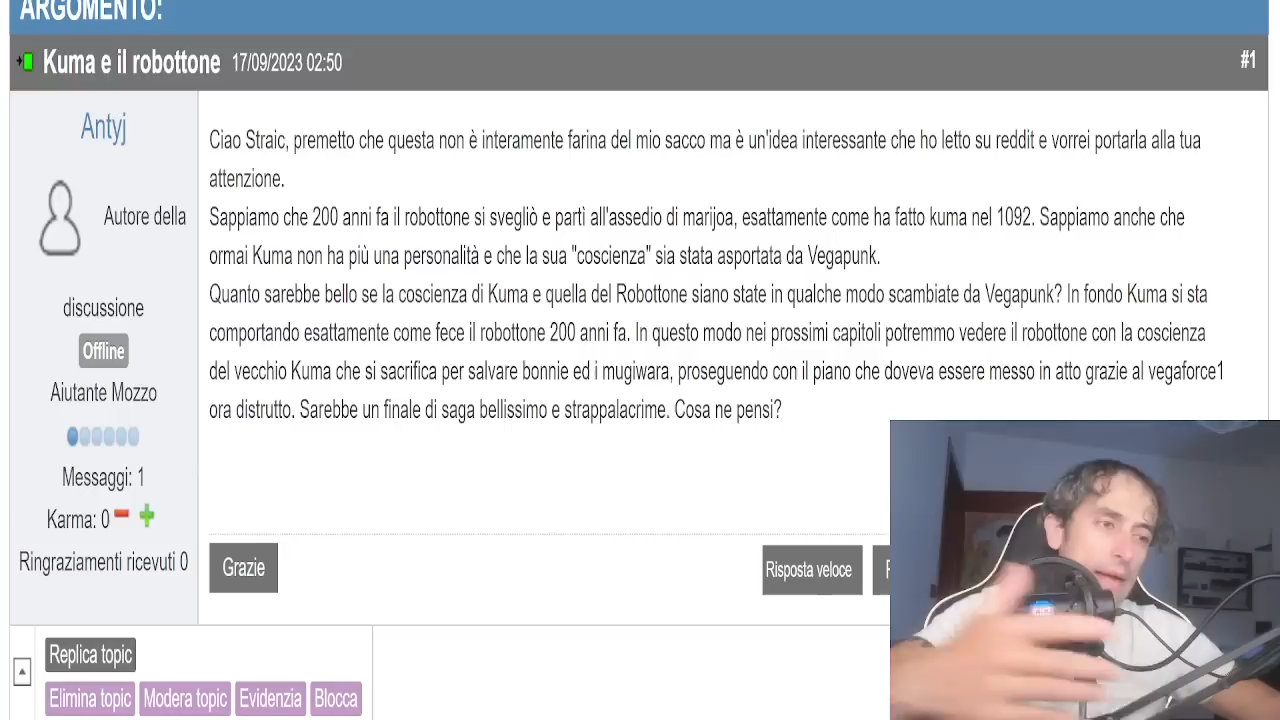 ARGOMENTO:
Kuma e il robottone 17/09/2023 02:50 #1
Antyj
Autore della
discussione
Offline
Aiutante Mozzo
Messaggi: 1
Karma: 0
Ringraziamenti ricevuti 0
Ciao Straic, premetto che questa non è interamente farina del mio sacco ma è un'idea interessante che ho letto su reddit e vorrei portarla alla tua
attenzione.
Sappiamo che 200 anni fa il robottone si svegliò e partì all'assedio di marijoa, esattamente come ha fatto kuma nel 1092. Sappiamo anche che
ormai Kuma non ha più una personalità e che la sua "coscienza" sia stata asportata da Vegapunk.
Quanto sarebbe bello se la coscienza di Kuma e quella del Robottone siano state in qualche modo scambiate da Vegapunk? In fondo Kuma si sta
comportando esattamente come fece il robottone 200 anni fa. In questo modo nei prossimi capitoli potremmo vedere il robottone con la coscienza
del vecchio Kuma che si sacrifica per salvare bonnie ed i mugiwara, proseguendo con il piano che doveva essere messo in atto grazie al vegaforce1
ora distrutto. Sarebbe un finale di saga bellissimo e strappalacrime. Cosa ne pensi?
Grazie
Risposta veloce
Replica topic
Elimina topic Modera topic Evidenzia Blocca